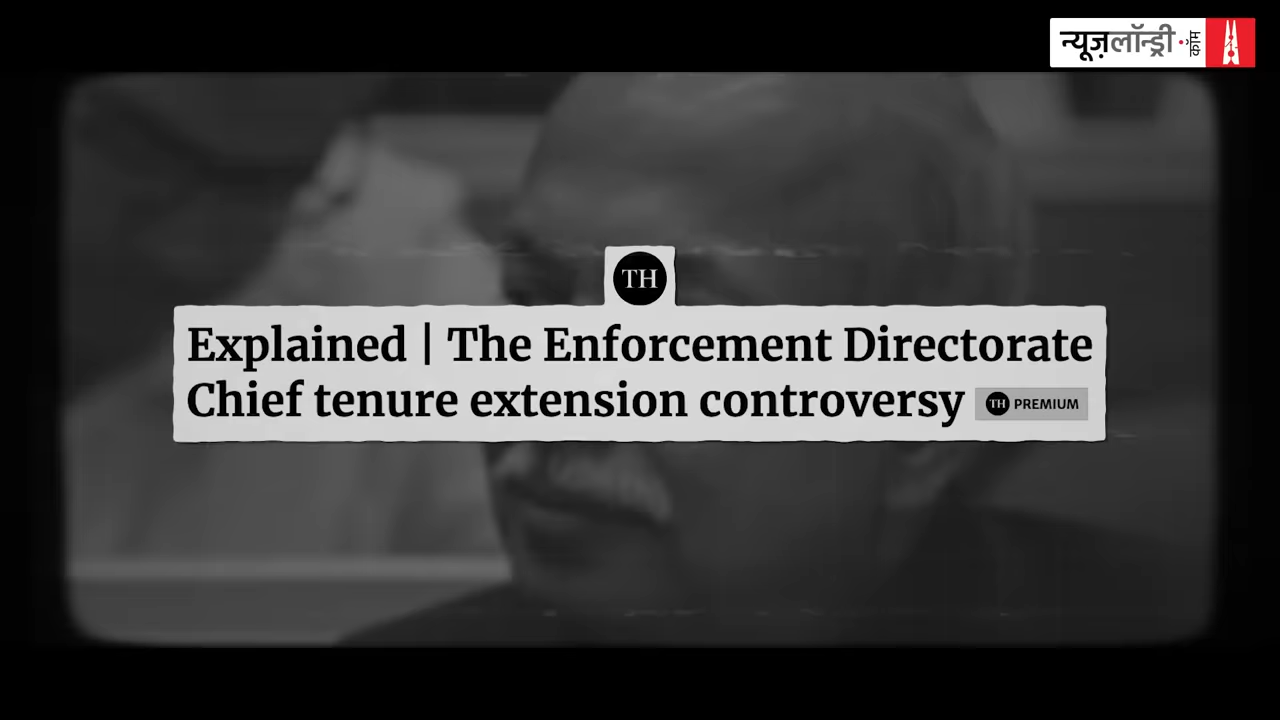 न्यूज़लॉन्ड्री.कॉम
TH
Explained | The Enforcement Directorate
Chief tenure extension controversy TH PREMIUM